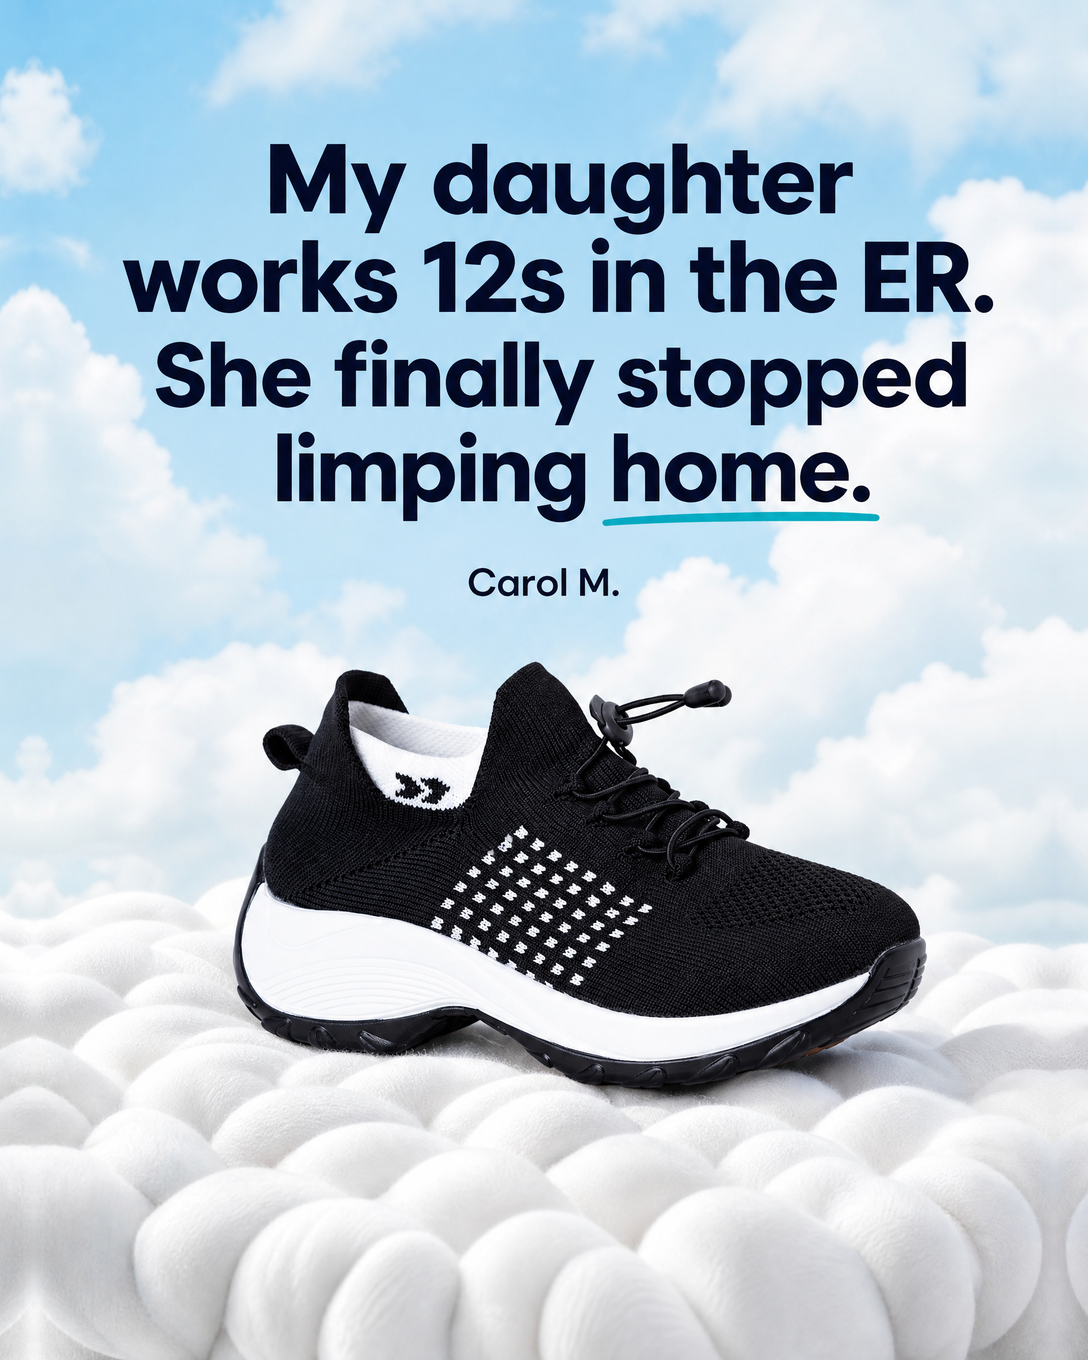 My daughter
works 12s in the ER.
She finally stopped
limping home.
Carol M.